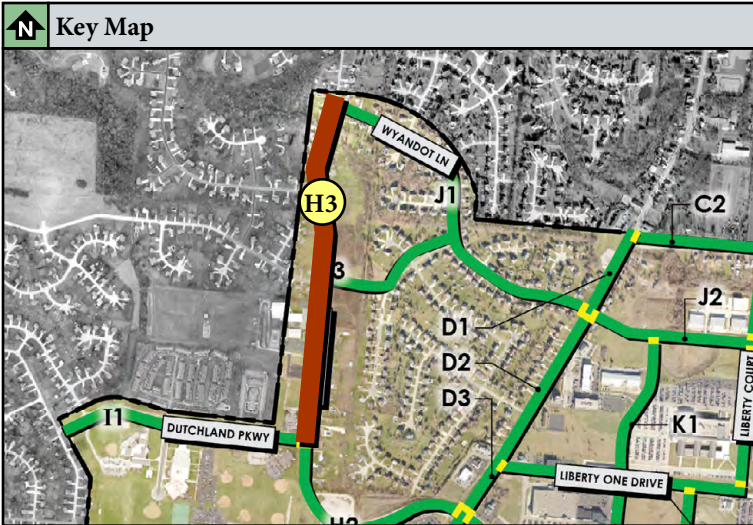 N
Key Map
WYANDOT LN
H3
J1
C2
3
J2
D1
D2
D3
LIBERTY COURT
I1
DUTCHLAND PKWY
K1
LIBERTY ONE DRIVE
H2